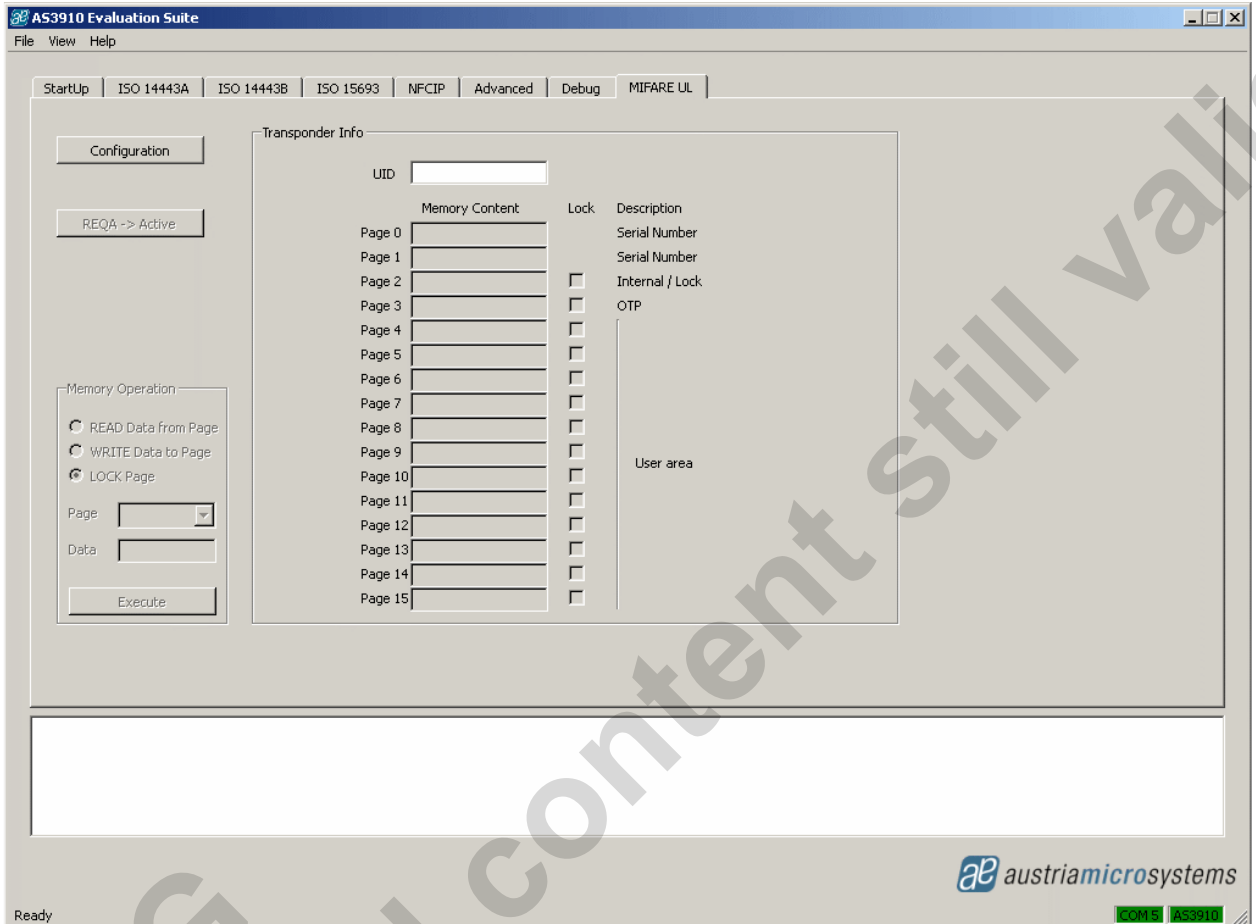 AS3910 Evaluation Suite
File View Help
StartUp ISO 14443A ISO 14443B ISO 15693 NFCIP Advanced Debug MIFARE UL
Configuration
REQA -> Active
Transponder Info
UID
Memory Content Lock Description
Page 0 Serial Number
Page 1 Serial Number
Page 2 Internal / Lock
Page 3 OTP
Page 4
Page 5
Page 6
Page 7
Page 8
Page 9
User area
Page 10
Page 11
Page 12
Page 13
Page 14
Page 15
Memory Operation
READ Data from Page
WRITE Data to Page
LOCK Page
Page
Data
Execute
ae austriamicrosystems
Ready
COM 5 AS3910
content still